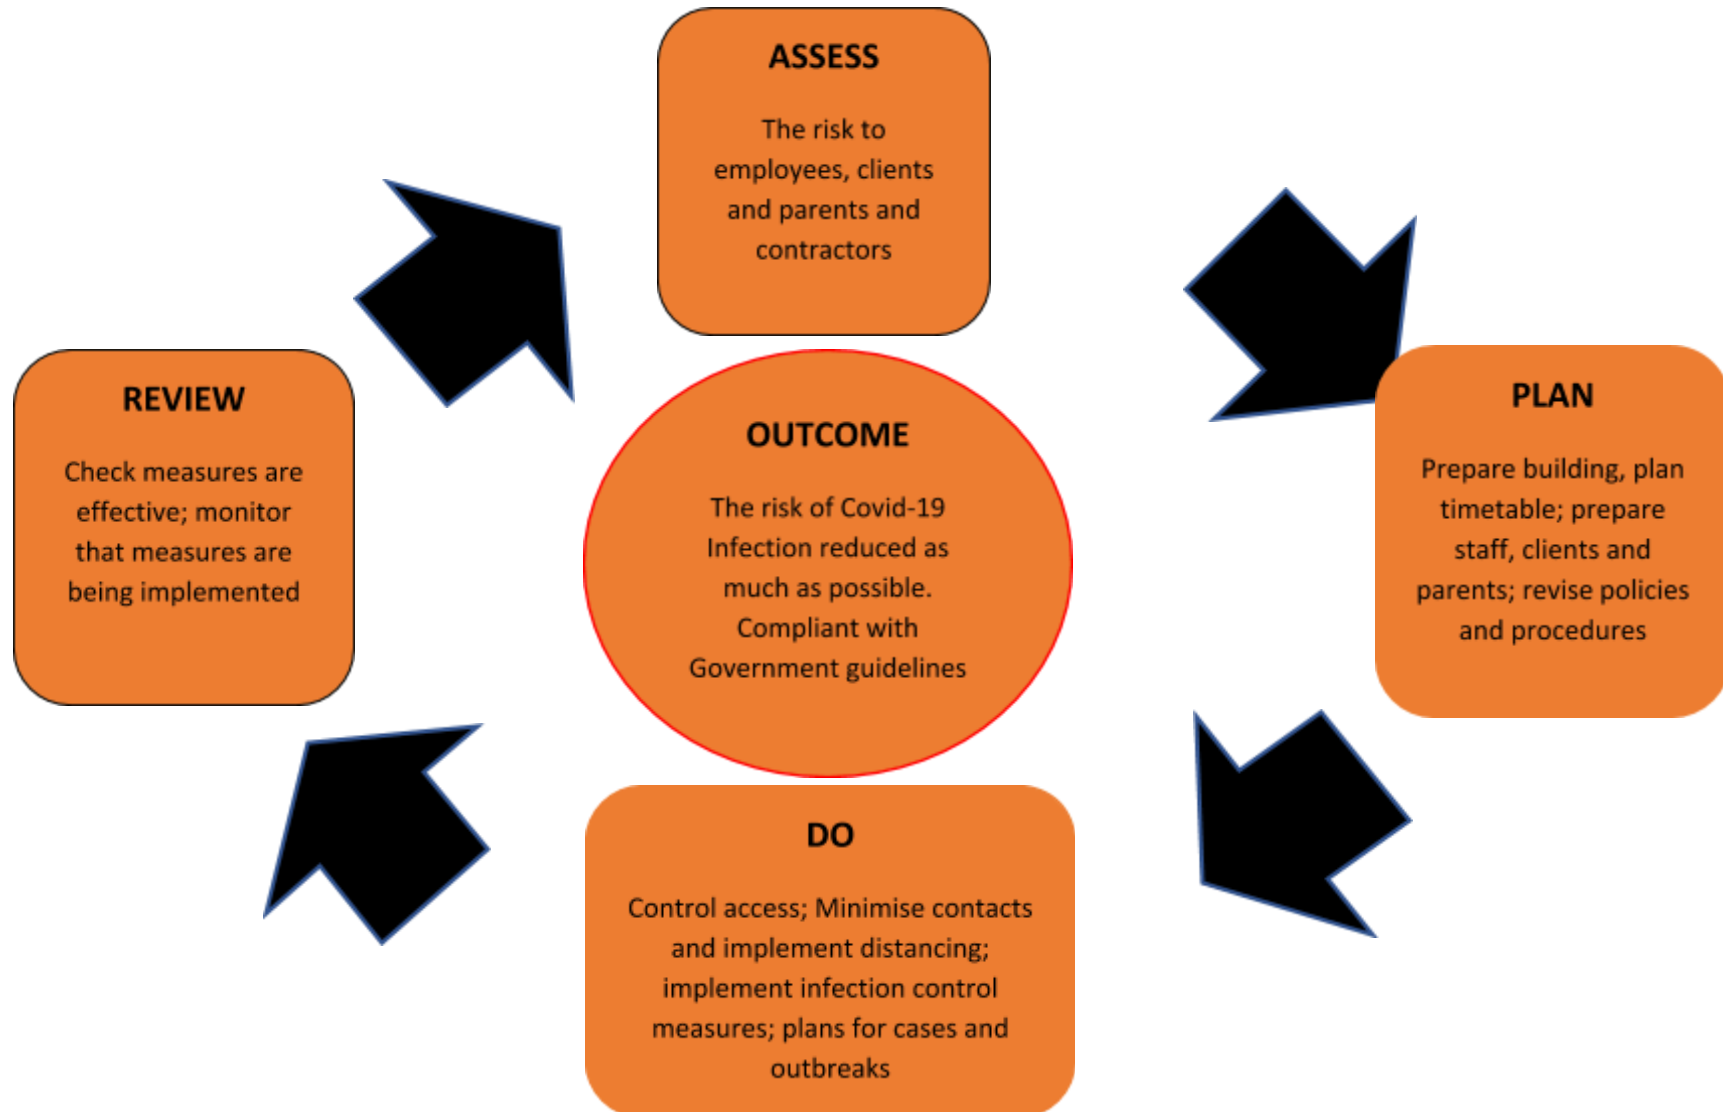 ASSESS
The risk to
employees, clients
and parents and
contractors
PLAN
Prepare building, plan
timetable; prepare
staff, clients and
parents; revise policies
and procedures
DO
Control access; Minimise contacts
and implement distancing;
implement infection control
measures; plans for cases and
outbreaks
REVIEW
Check measures are
effective; monitor
that measures are
being implemented
OUTCOME
The risk of Covid-19
Infection reduced as
much as possible.
Compliant with
Government guidelines